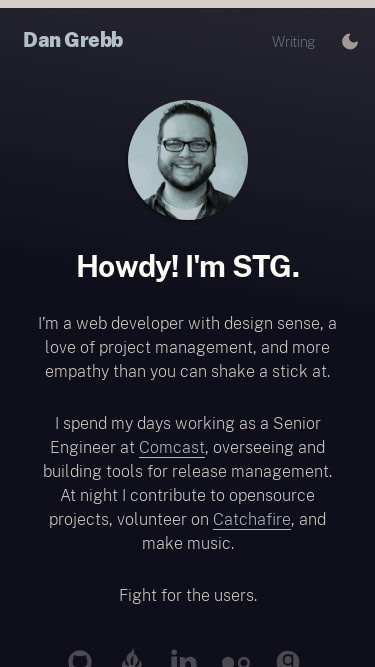 Dan Grebb
Writing
Howdy! I'm STG.
I’m a web developer with design sense, a
love of project management, and more
empathy than you can shake a stick at.
I spend my days working as a Senior
Engineer at Comcast, overseeing and
building tools for release management.
At night I contribute to opensource
projects, volunteer on Catchafire, and
make music.
Fight for the users.